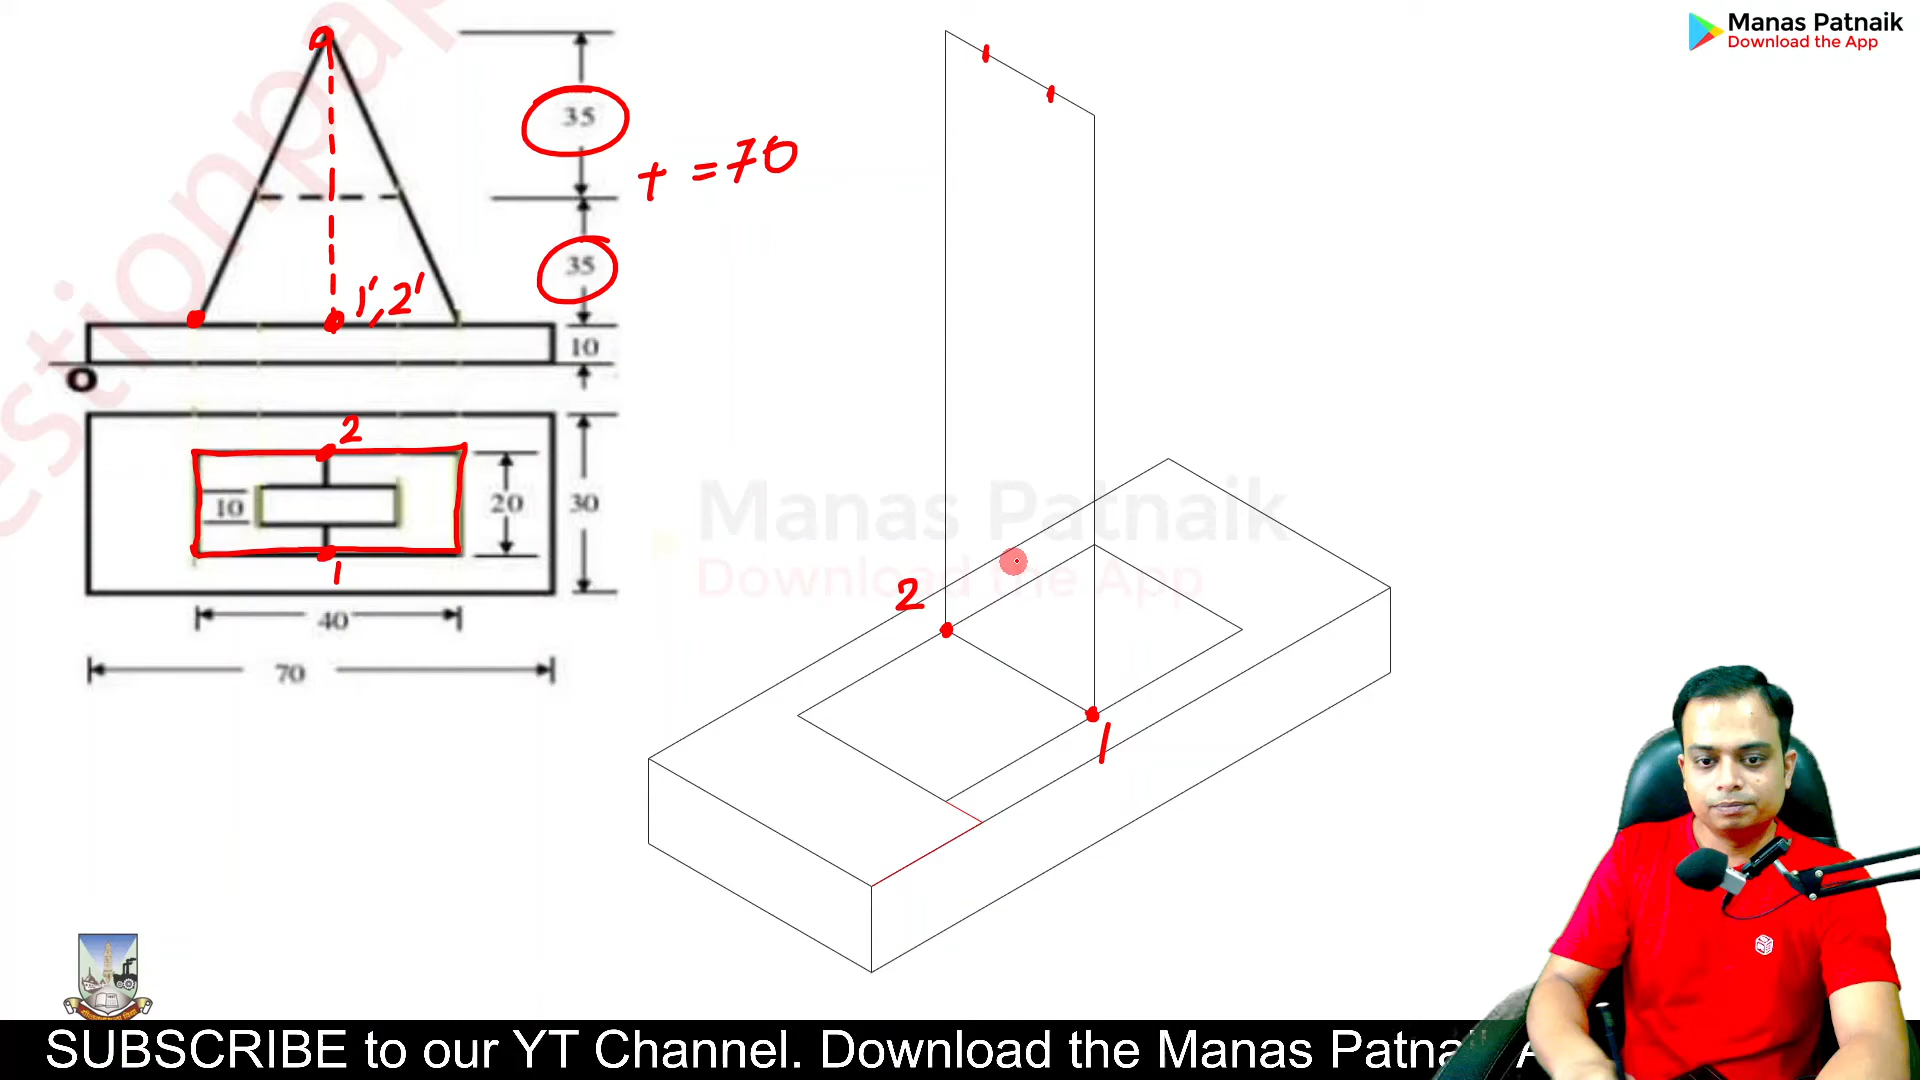 Manas Patnaik
Download the App
35
+ = 70
35
1', 2'
10
O
2
10
20
30
1
40
70
2
1
Manas Patnaik
Download the App
SUBSCRIBE to our YT Channel. Download the Manas